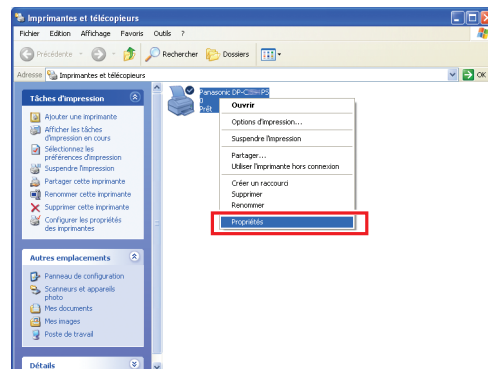 Imprimantes et télécopieurs
Fichier Edition Affichage Favoris Outils ?
Précédente Rechercher Dossiers
Adresse Imprimantes et télécopieurs OK
Tâches d'impression
Ajouter une imprimante
Afficher les tâches
d'impression en cours
Sélectionnez les
préférences d'impression
Suspendre l'impression
Partager cette imprimante
Renommer cette imprimante
Supprimer cette imprimante
Configurer les propriétés
des imprimantes
Autres emplacements
Panneau de configuration
Scanneurs et appareils
photo
Mes documents
Mes images
Poste de travail
Détails
Panasonic DP-C PS
0
Prêt
Ouvrir
Options d'impression...
Suspendre l'impression
Partager...
Utiliser l'imprimante hors connexion
Créer un raccourci
Supprimer
Renommer
Propriétés